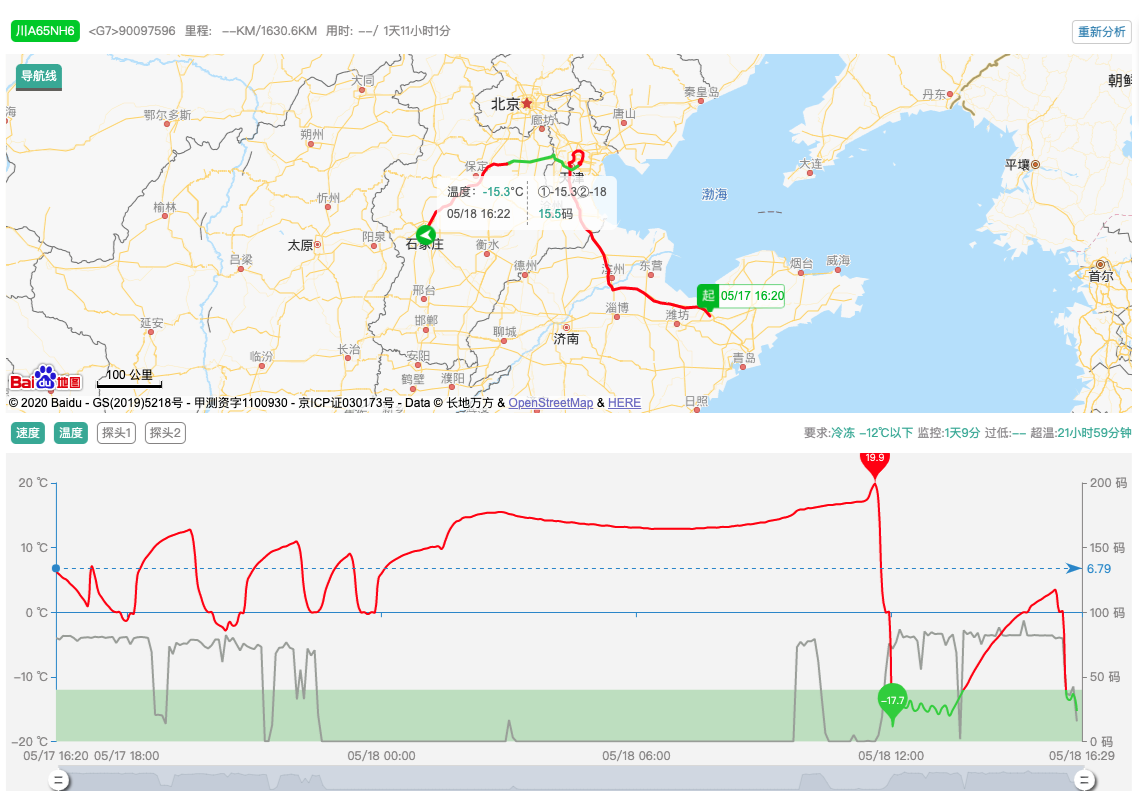 川A65NH6 <G7>90097596 里程: --KM/1630.6KM 用时: --/ 1天11小时1分 重新分析
导航线
大同
北京
秦皇岛
丹东
朝鲜
海
鄂尔多斯
廊坊
唐山
朔州
大连
平壤
保定
天津
忻州
温度: -15.3°C ①-15.3②-18
渤海
榆林
05/18 16:22 15.5码
太原
阳泉
石家庄
衡水
吕梁
德州
滨州
东营
烟台
威海
首尔
邢台
起 05/17 16:20
淄博
潍坊
延安
邯郸
聊城
济南
临汾
长治
安阳
青岛
100 公里
鹤壁
濮阳
Bai du 地图
日照
© 2020 Baidu - GS(2019)5218号 - 甲测资字1100930 - 京ICP证030173号 - Data © 长地万方 & OpenStreetMap & HERE
速度 温度 探头1 探头2 要求:冷冻 -12℃以下 监控:1天9分 过低:-- 超温:21小时59分钟
19.9
20 ℃ 200 码
10 ℃ 150 码
6.79
0 ℃ 100 码
-10 ℃ 50 码
-17.7
-20 ℃ 0 码
05/17 16:20 05/17 18:00 05/18 00:00 05/18 06:00 05/18 12:00 05/18 16:29